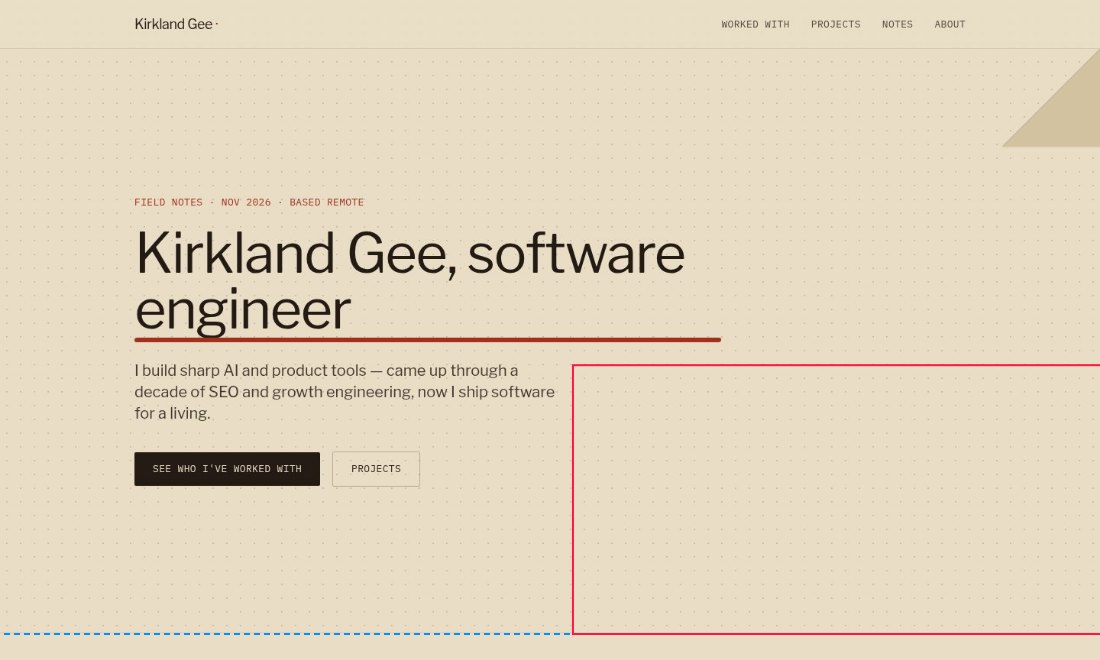 Kirkland Gee ·
WORKED WITH PROJECTS NOTES ABOUT
FIELD NOTES · NOV 2026 · BASED REMOTE
Kirkland Gee, software
engineer
I build sharp AI and product tools — came up through a
decade of SEO and growth engineering, now I ship software
for a living.
SEE WHO I'VE WORKED WITH PROJECTS